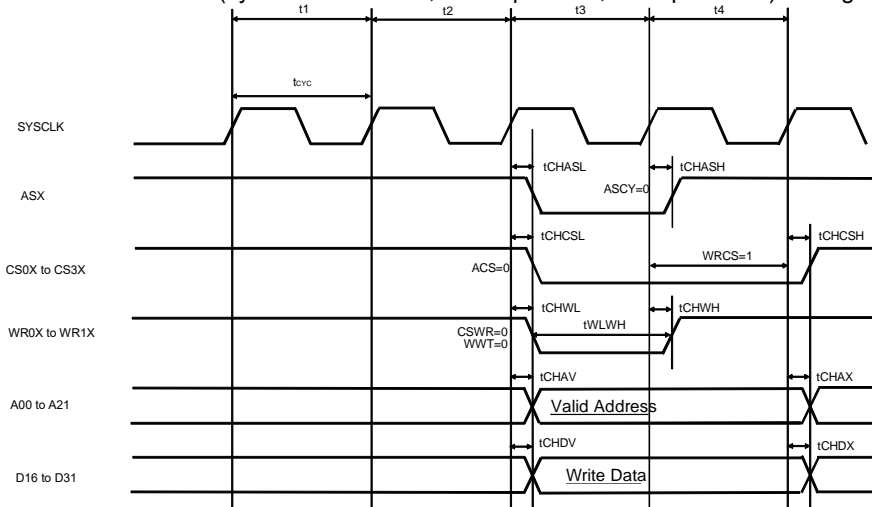 t1 t2 t3 t4
tCYC
SYSCLK
tCHASL tCHASH
ASCY=0
ASX
tCHCSL tCHCSH
WRCS=1
CS0X to CS3X
ACS=0
tCHWL tCHWH
WR0X to WR1X
CSWR=0 tWLWH
WWT=0
tCHAV tCHAX
A00 to A21
Valid Address
tCHDV tCHDX
D16 to D31
Write Data